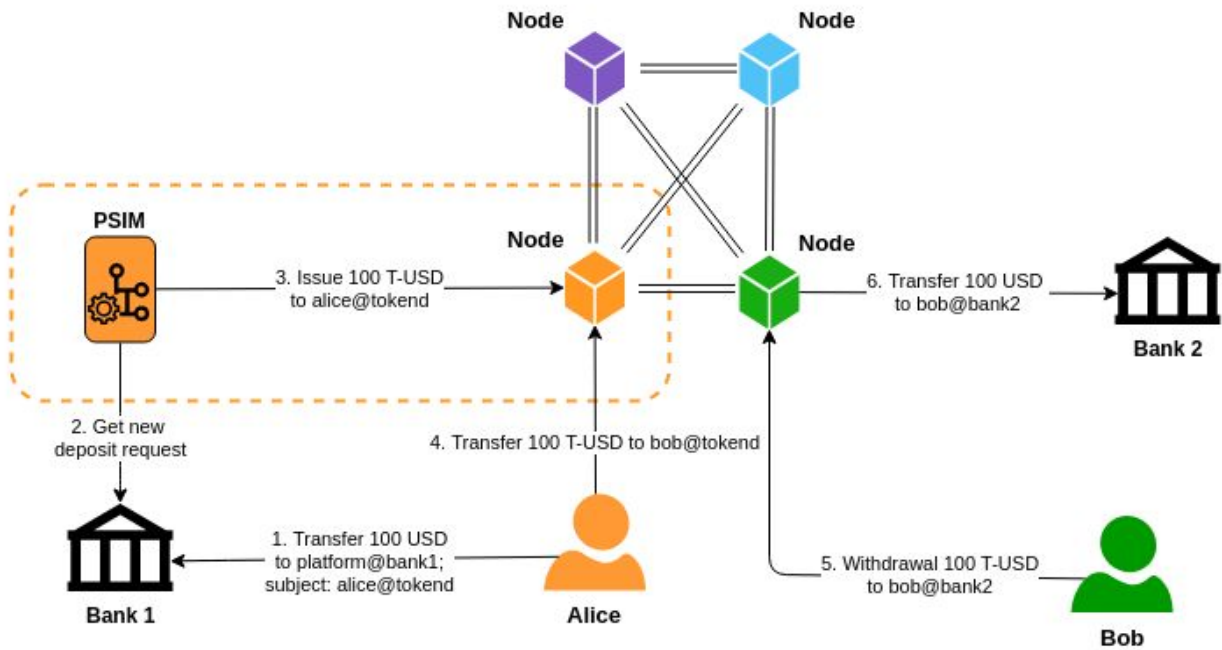 Node
Node
PSIM
Node
Node
3. Issue 100 T-USD
to alice@tokend
6. Transfer 100 USD
to bob@bank2
Bank 2
2. Get new
deposit request
4. Transfer 100 T-USD to bob@tokend
1. Transfer 100 USD
to platform@bank1;
subject: alice@tokend
5. Withdrawal 100 T-USD
to bob@bank2
Bank 1
Alice
Bob